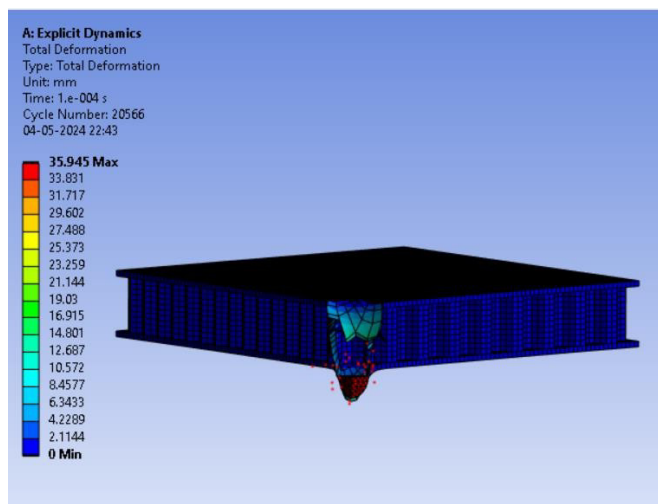 A: Explicit Dynamics
Total Deformation
Type: Total Deformation
Unit: mm
Time: 1.e-004 s
Cycle Number: 20566
04-05-2024 22:43
35.945 Max
33.831
31.717
29.602
27.488
25.373
23.259
21.144
19.03
16.915
14.801
12.687
10.572
8.4577
6.3433
4.2289
2.1144
0 Min